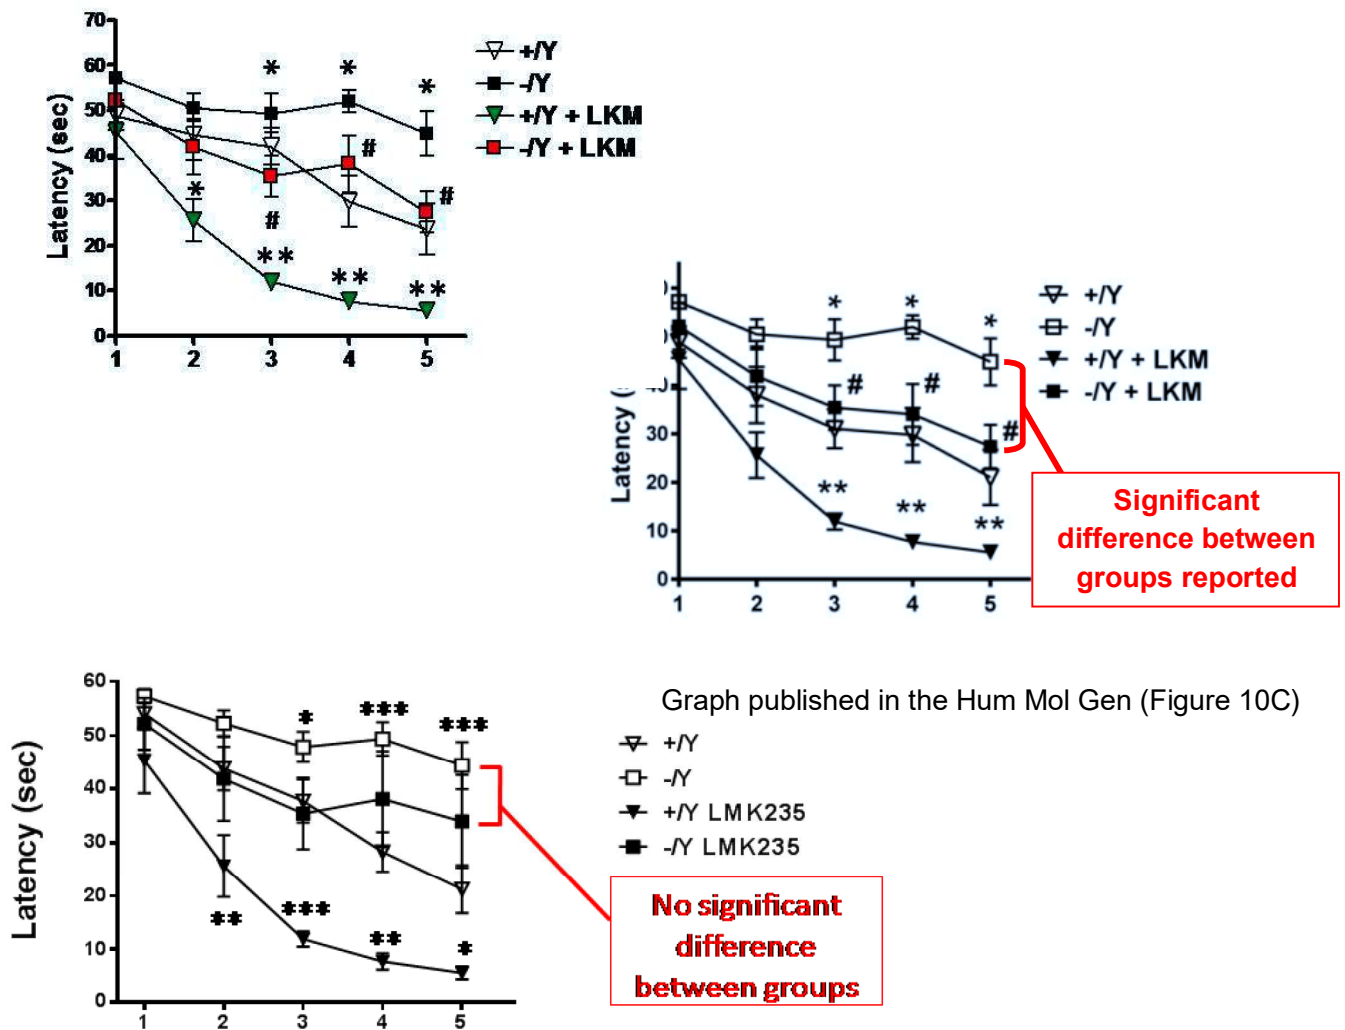 70
60
50
40
30
20
10
0
Latency (sec)
1 2 3 4 5
* * *
*
#
#
#
** ** **
+/Y
-/Y
+/Y + LKM
-/Y + LKM
40
30
20
10
0
Latency (
1 2 3 4 5
* * *
# # #
** ** **
+/Y
-/Y
+/Y + LKM
-/Y + LKM
Significant
difference between
groups reported
Graph published in the Hum Mol Gen (Figure 10C)
60
50
40
30
20
10
0
Latency (sec)
1 2 3 4 5
* *** ***
** *** ** *
+/Y
-/Y
+/Y LMK235
-/Y LMK235
No significant
difference
between groups